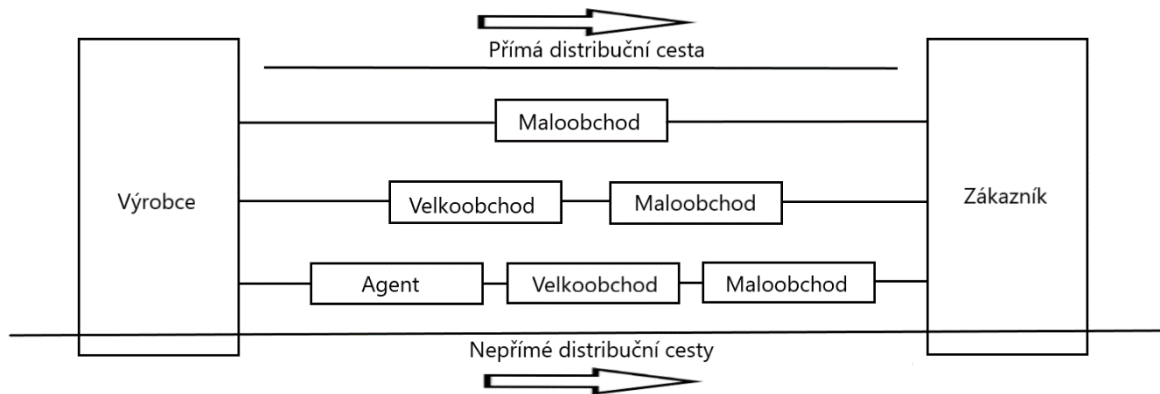 Přímá distribuční cesta
Maloobchod
Výrobce
Velkoobchod
Maloobchod
Zákazník
Agent
Velkoobchod
Maloobchod
Nepřímé distribuční cesty